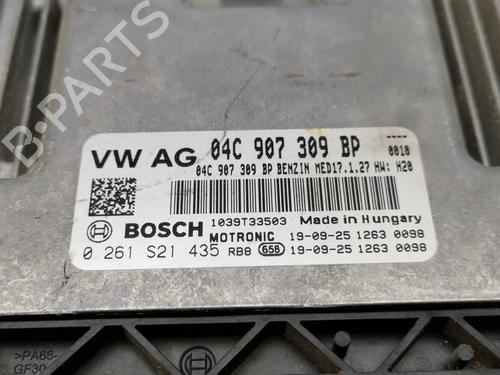 VW AG 04C 907 309 BP 0010
04C 907 309 BP BENZIN MED17.1.27 HW: H20
BOSCH 1039T33503 Made in Hungary
MOTRONIC 19-09-25 1263 0098
0 261 S21 435 RB8 G5B 19-09-25 1263 0098
>PA66-
GF30
B-PARTS